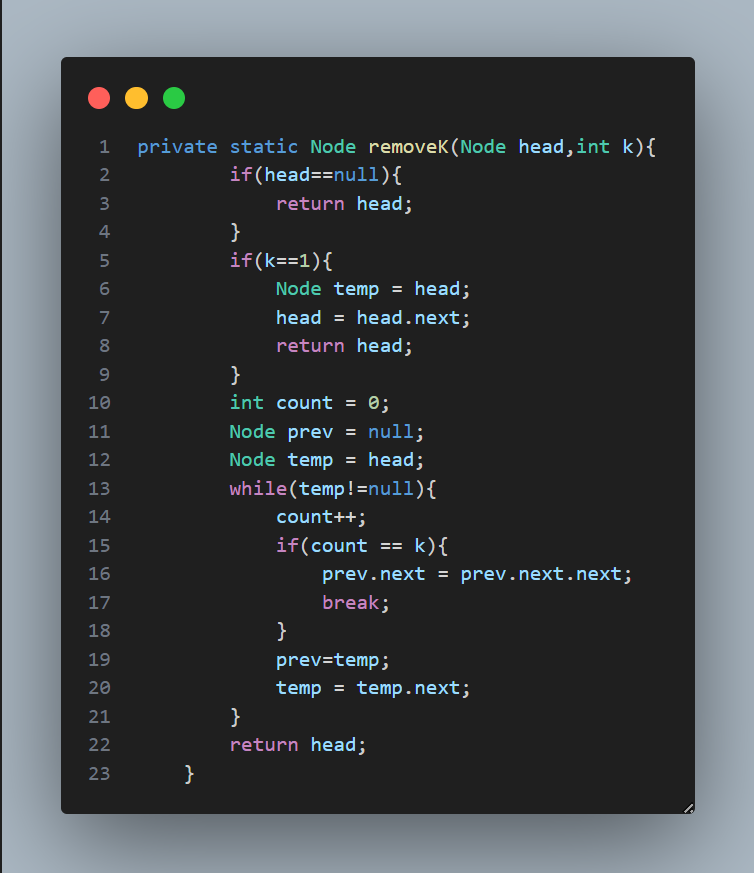 1 private static Node removeK(Node head,int k){
2 if(head==null){
3 return head;
4 }
5 if(k==1){
6 Node temp = head;
7 head = head.next;
8 return head;
9 }
10 int count = 0;
11 Node prev = null;
12 Node temp = head;
13 while(temp!=null){
14 count++;
15 if(count == k){
16 prev.next = prev.next.next;
17 break;
18 }
19 prev=temp;
20 temp = temp.next;
21 }
22 return head;
23 }